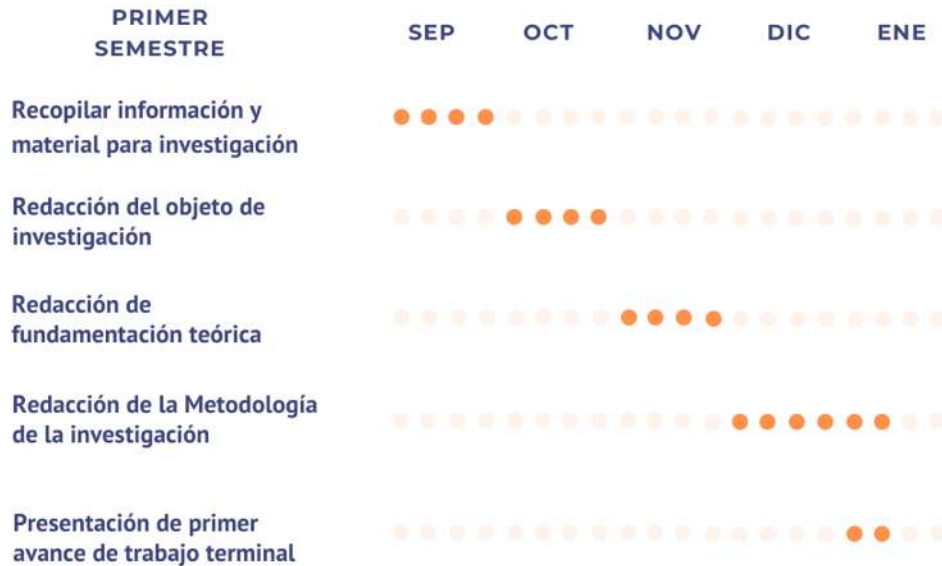 PRIMER
SEMESTRE
SEP OCT NOV DIC ENE
Recopilar información y
material para investigación
Redacción del objeto de
investigación
Redacción de
fundamentación teórica
Redacción de la Metodología
de la investigación
Presentación de primer
avance de trabajo terminal